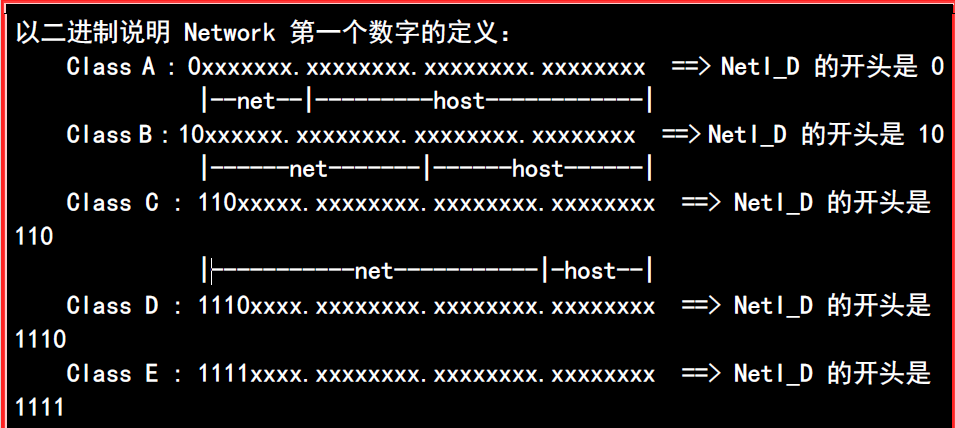 以二进制说明 Network 第一个数字的定义：
Class A : 0xxxxxxx.xxxxxxxx.xxxxxxxx.xxxxxxxx ==> NetI_D 的开头是 0
|--net--|---------host------------|
Class B : 10xxxxxx.xxxxxxxx.xxxxxxxx.xxxxxxxx ==> NetI_D 的开头是 10
|------net-------|------host------|
Class C : 110xxxxx.xxxxxxxx.xxxxxxxx.xxxxxxxx ==> NetI_D 的开头是
110
|-----------net-----------|-host--|
Class D : 1110xxxx.xxxxxxxx.xxxxxxxx.xxxxxxxx ==> NetI_D 的开头是
1110
Class E : 1111xxxx.xxxxxxxx.xxxxxxxx.xxxxxxxx ==> NetI_D 的开头是
1111